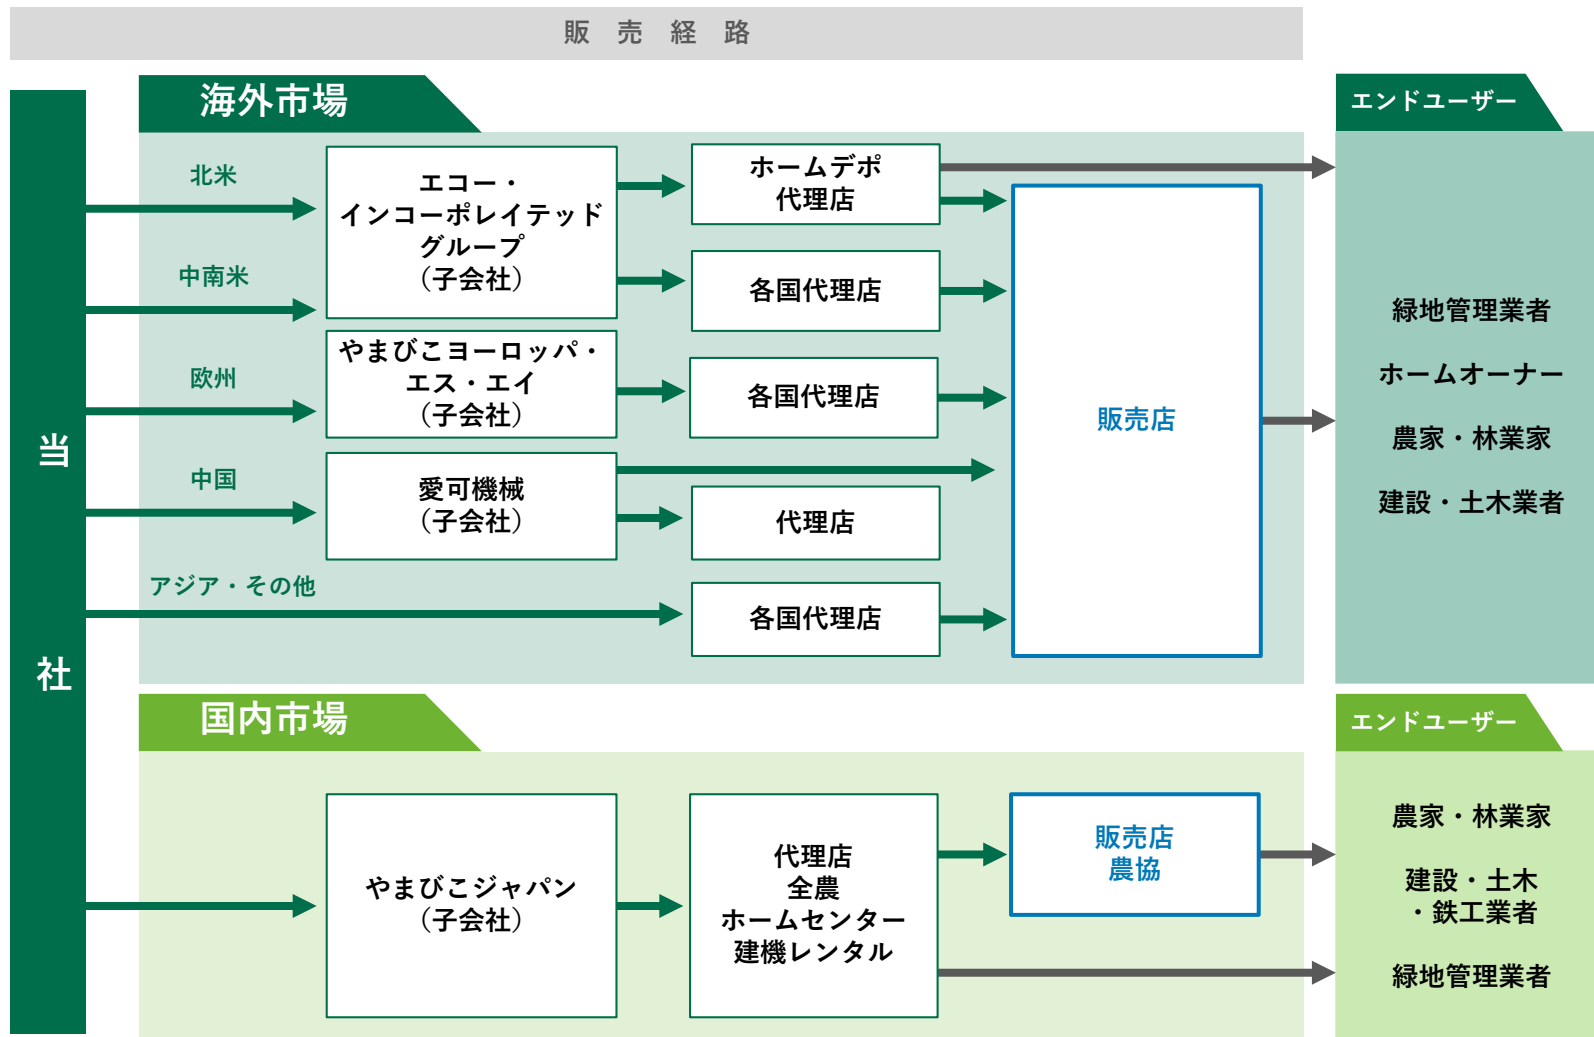 販売経路
当
社
海外市場
北米
中南米
欧州
中国
アジア・その他
エコー・
インコーポレイテッド
グループ
（子会社）
やまびこヨーロッパ・
エス・エイ
（子会社）
愛可機械
（子会社）
ホームデポ
代理店
各国代理店
各国代理店
代理店
各国代理店
販売店
エンドユーザー
緑地管理業者
ホームオーナー
農家・林業家
建設・土木業者
国内市場
やまびこジャパン
（子会社）
代理店
全農
ホームセンター
建機レンタル
販売店
農協
エンドユーザー
農家・林業家
建設・土木
・鉄工業者
緑地管理業者